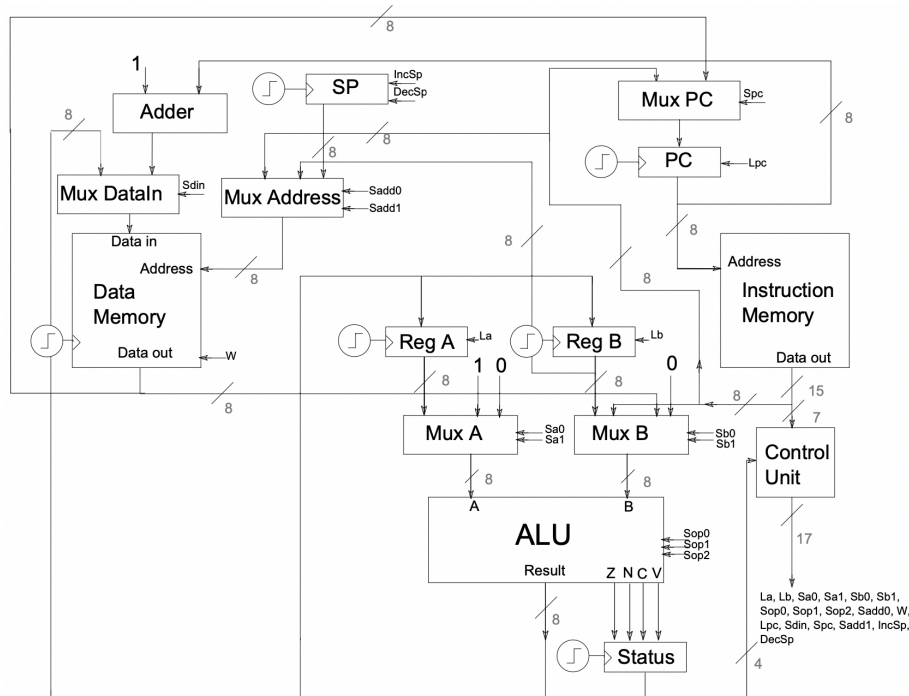 8
1
IncSp
SP
DecSp
Adder
Mux PC
Spc
8
8
8
8
PC
Lpc
Sdin
Mux DataIn
Mux Address
Sadd0
Sadd1
8
Data in
8
Address
8
8
Address
Data
Memory
Instruction
Memory
Data out
W
Reg A
La
Reg B
Lb
Data out
1
0
0
8
8
8
8
15
7
Mux A
Sa0
Sa1
Mux B
Sb0
Sb1
Control
Unit
8
8
A
B
ALU
Sop0
Sop1
Sop2
17
Result
Z N C V
8
La, Lb, Sa0, Sa1, Sb0, Sb1,
Sop0, Sop1, Sop2, Sadd0, W,
Lpc, Sdin, Spc, Sadd1, IncSp,
DecSp
Status
4